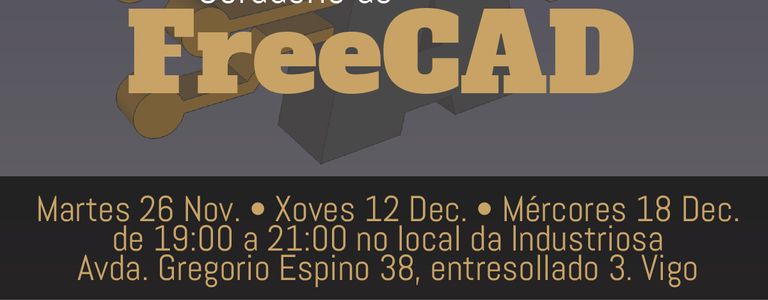 FreeCAD
Martes 26 Nov. • Xoves 12 Dec. • Mércores 18 Dec.
de 19:00 a 21:00 no local da Industriosa
Avda. Gregorio Espino 38, entresollado 3. Vigo